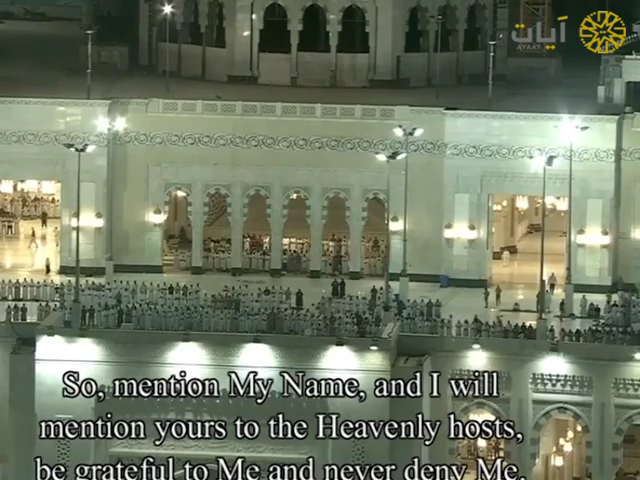 آيات
AYAAT
So, mention My Name, and I will
mention yours to the Heavenly hosts,
be grateful to Me and never deny Me.